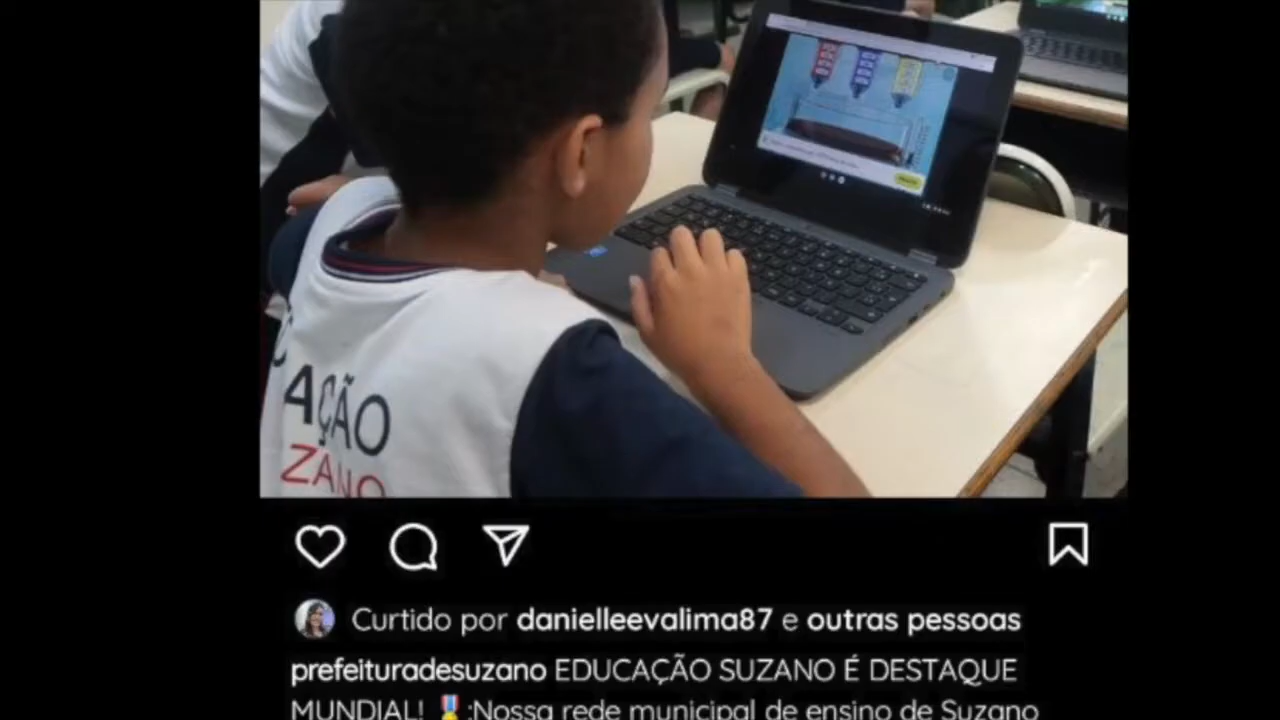 AÇÃO
ZANO
Curtido por danielleevalima87 e outras pessoas
prefeituradesuzano EDUCAÇÃO SUZANO É DESTAQUE
MUNDIAL! 🎖️:Nossa rede municipal de ensino de Suzano